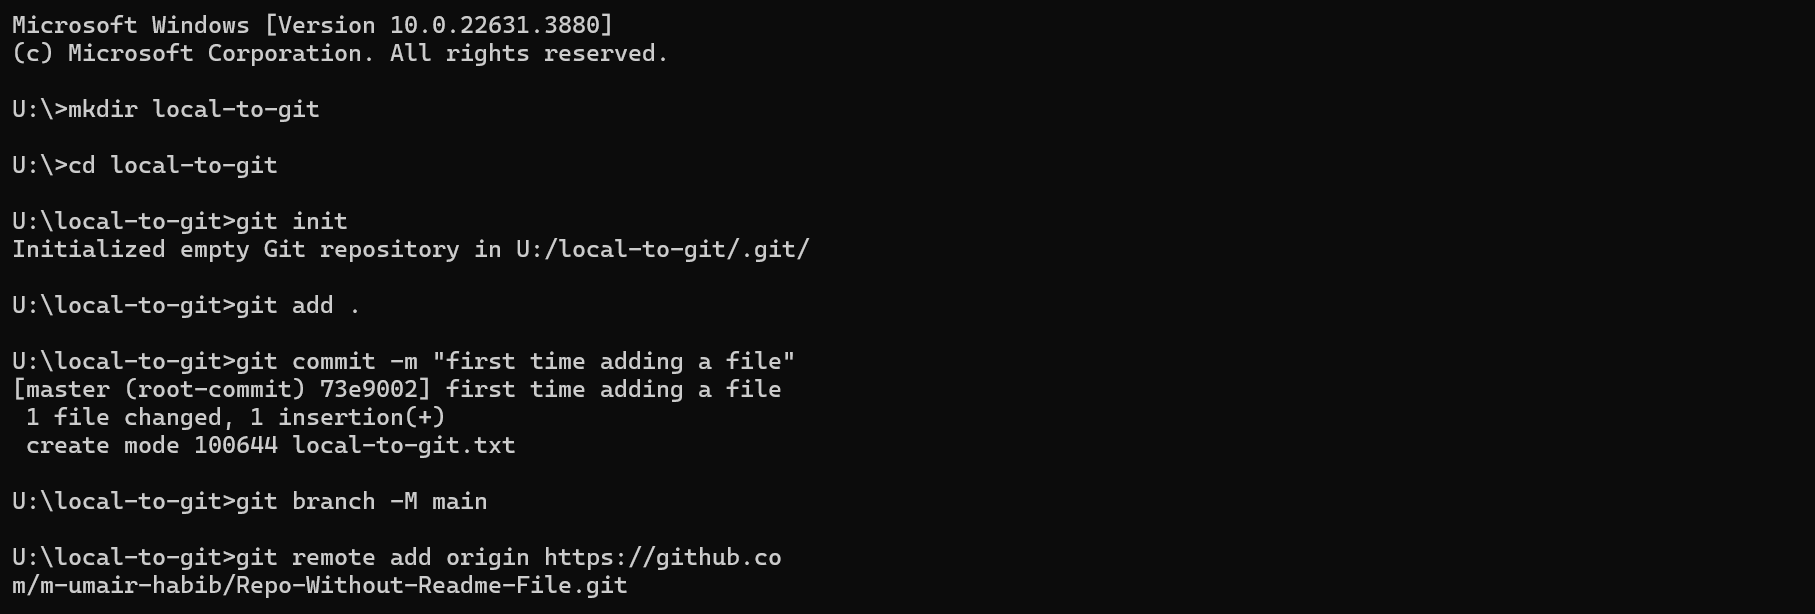 Microsoft Windows [Version 10.0.22631.3880]
(c) Microsoft Corporation. All rights reserved.
U:\>mkdir local-to-git
U:\>cd local-to-git
U:\local-to-git>git init
Initialized empty Git repository in U:/local-to-git/.git/
U:\local-to-git>git add .
U:\local-to-git>git commit -m "first time adding a file"
[master (root-commit) 73e9002] first time adding a file
 1 file changed, 1 insertion(+)
 create mode 100644 local-to-git.txt
U:\local-to-git>git branch -M main
U:\local-to-git>git remote add origin https://github.co
m/m-umair-habib/Repo-Without-Readme-File.git